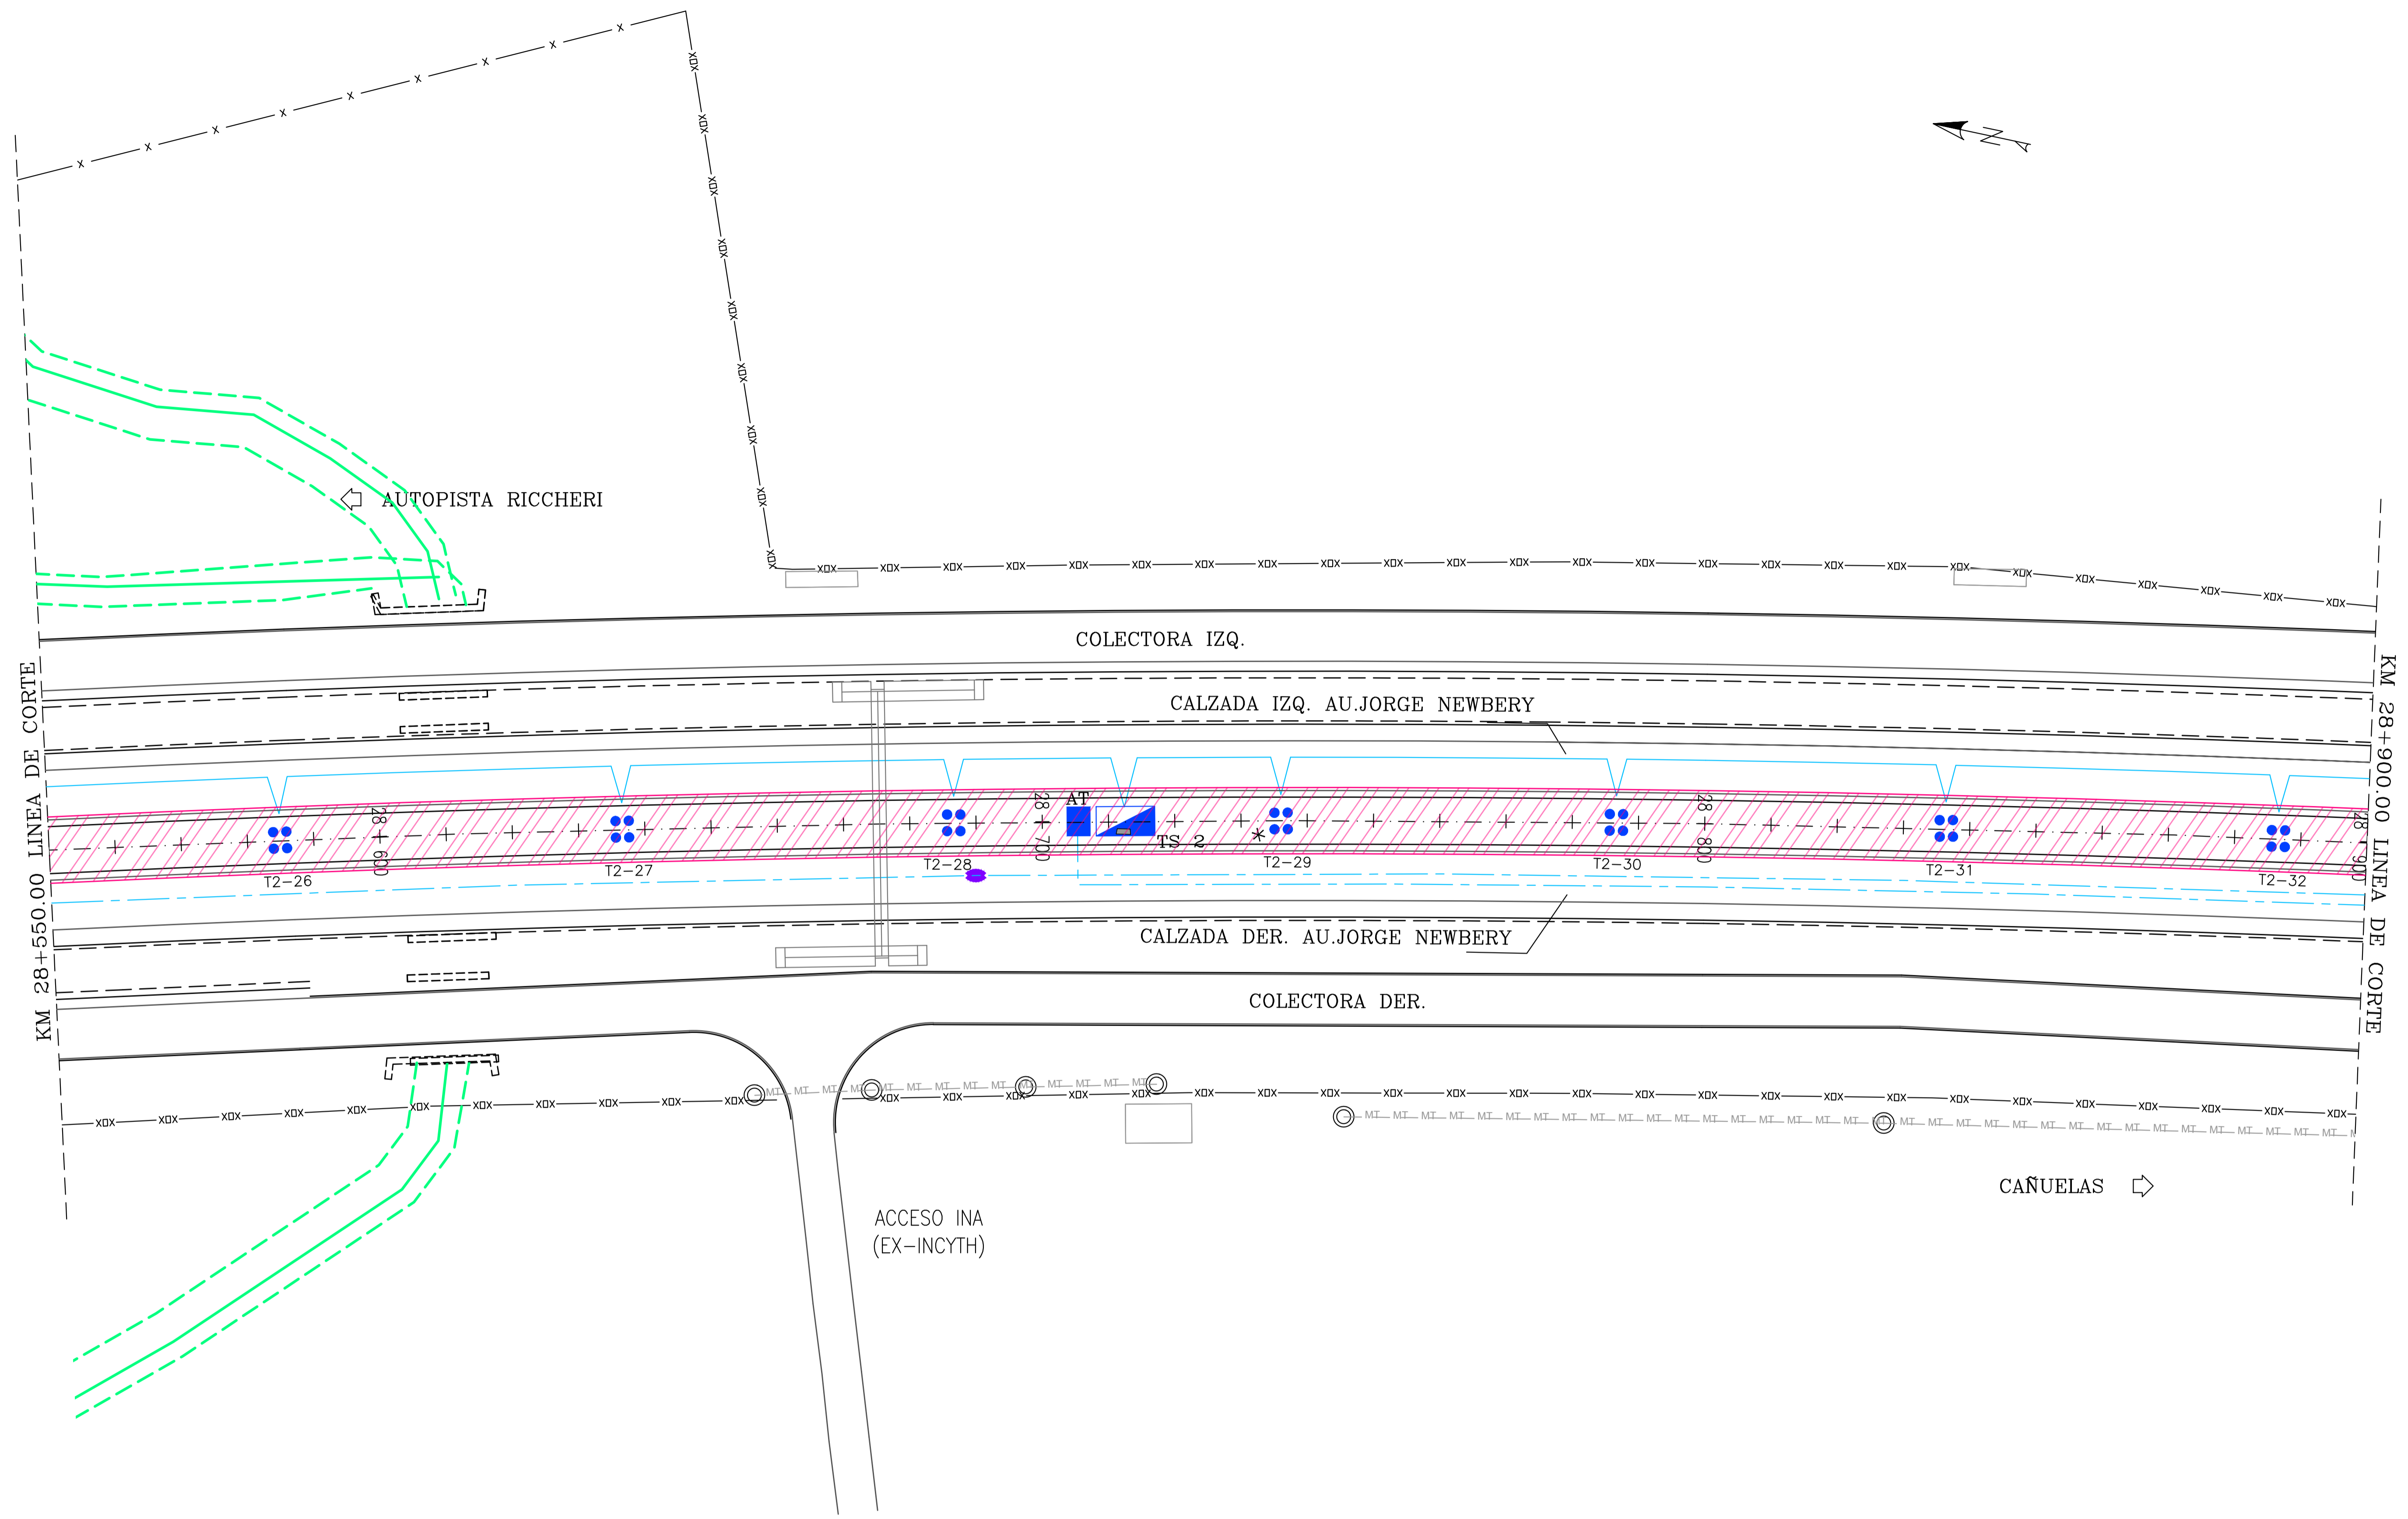 N
AUTOPISTA RICCHERI
COLECTORA IZQ.
CALZADA IZQ. AU.JORGE NEWBERY
KM 28+550.00 LINEA DE CORTE
KM 28+900.00 LINEA DE CORTE
28 600
28 700
28 800
28 900
AT
TS 2
*
T2-26
T2-27
T2-28
T2-29
T2-30
T2-31
T2-32
CALZADA DER. AU.JORGE NEWBERY
COLECTORA DER.
CAÑUELAS
ACCESO INA
(EX-INCYTH)